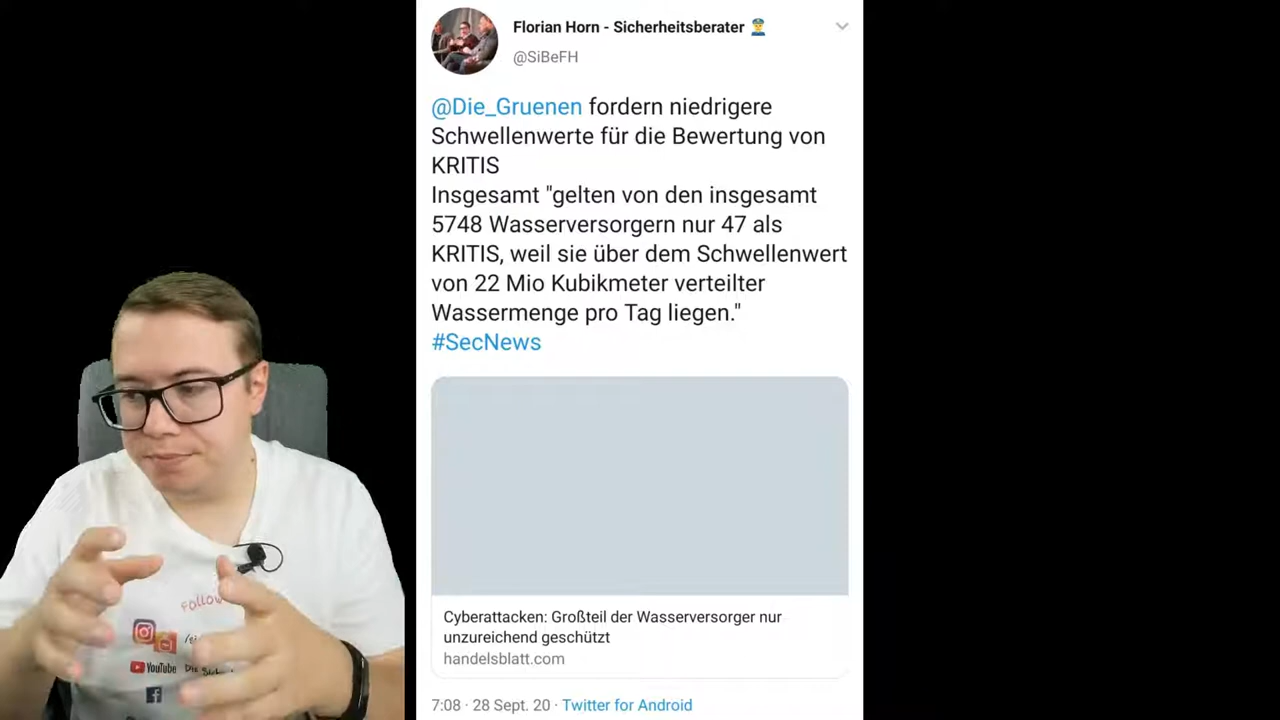 Florian Horn - Sicherheitsberater 👮‍♂️
@SiBeFH
@Die_Gruenen fordern niedrigere
Schwellenwerte für die Bewertung von
KRITIS
Insgesamt "gelten von den insgesamt
5748 Wasserversorgern nur 47 als
KRITIS, weil sie über dem Schwellenwert
von 22 Mio Kubikmeter verteilter
Wassermenge pro Tag liegen."
#SecNews
Cyberattacken: Großteil der Wasserversorger nur
unzureichend geschützt
handelsblatt.com
7:08 · 28 Sept. 20 · Twitter for Android
YouTube